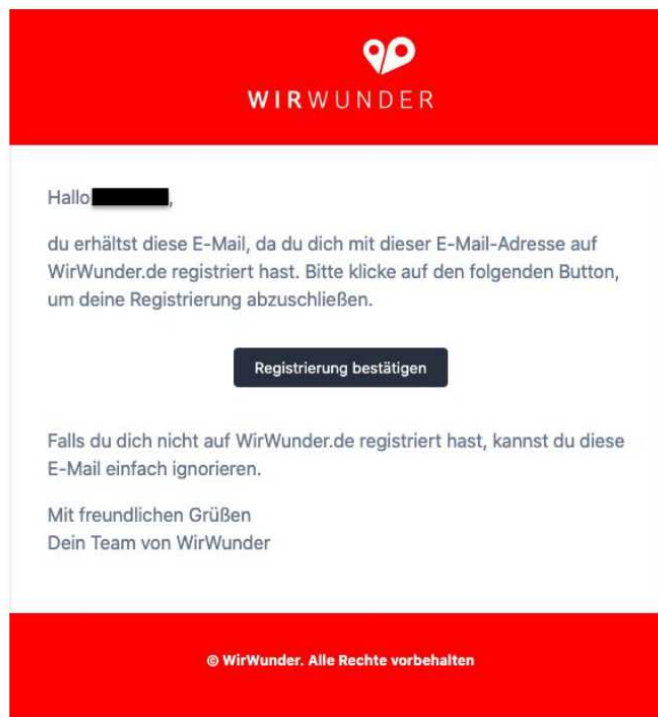 WIRWUNDER
Hallo ,
du erhältst diese E-Mail, da du dich mit dieser E-Mail-Adresse auf
WirWunder.de registriert hast. Bitte klicke auf den folgenden Button,
um deine Registrierung abzuschließen.
Registrierung bestätigen
Falls du dich nicht auf WirWunder.de registriert hast, kannst du diese
E-Mail einfach ignorieren.
Mit freundlichen Grüßen
Dein Team von WirWunder
© WirWunder. Alle Rechte vorbehalten